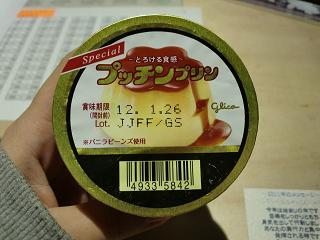 Special
とろける食感
プッチンプリン
glico
賞味期限
(開封前)
12. 1.26
Lot. JJFF/GS
※バニラビーンズ使用
4933 5842